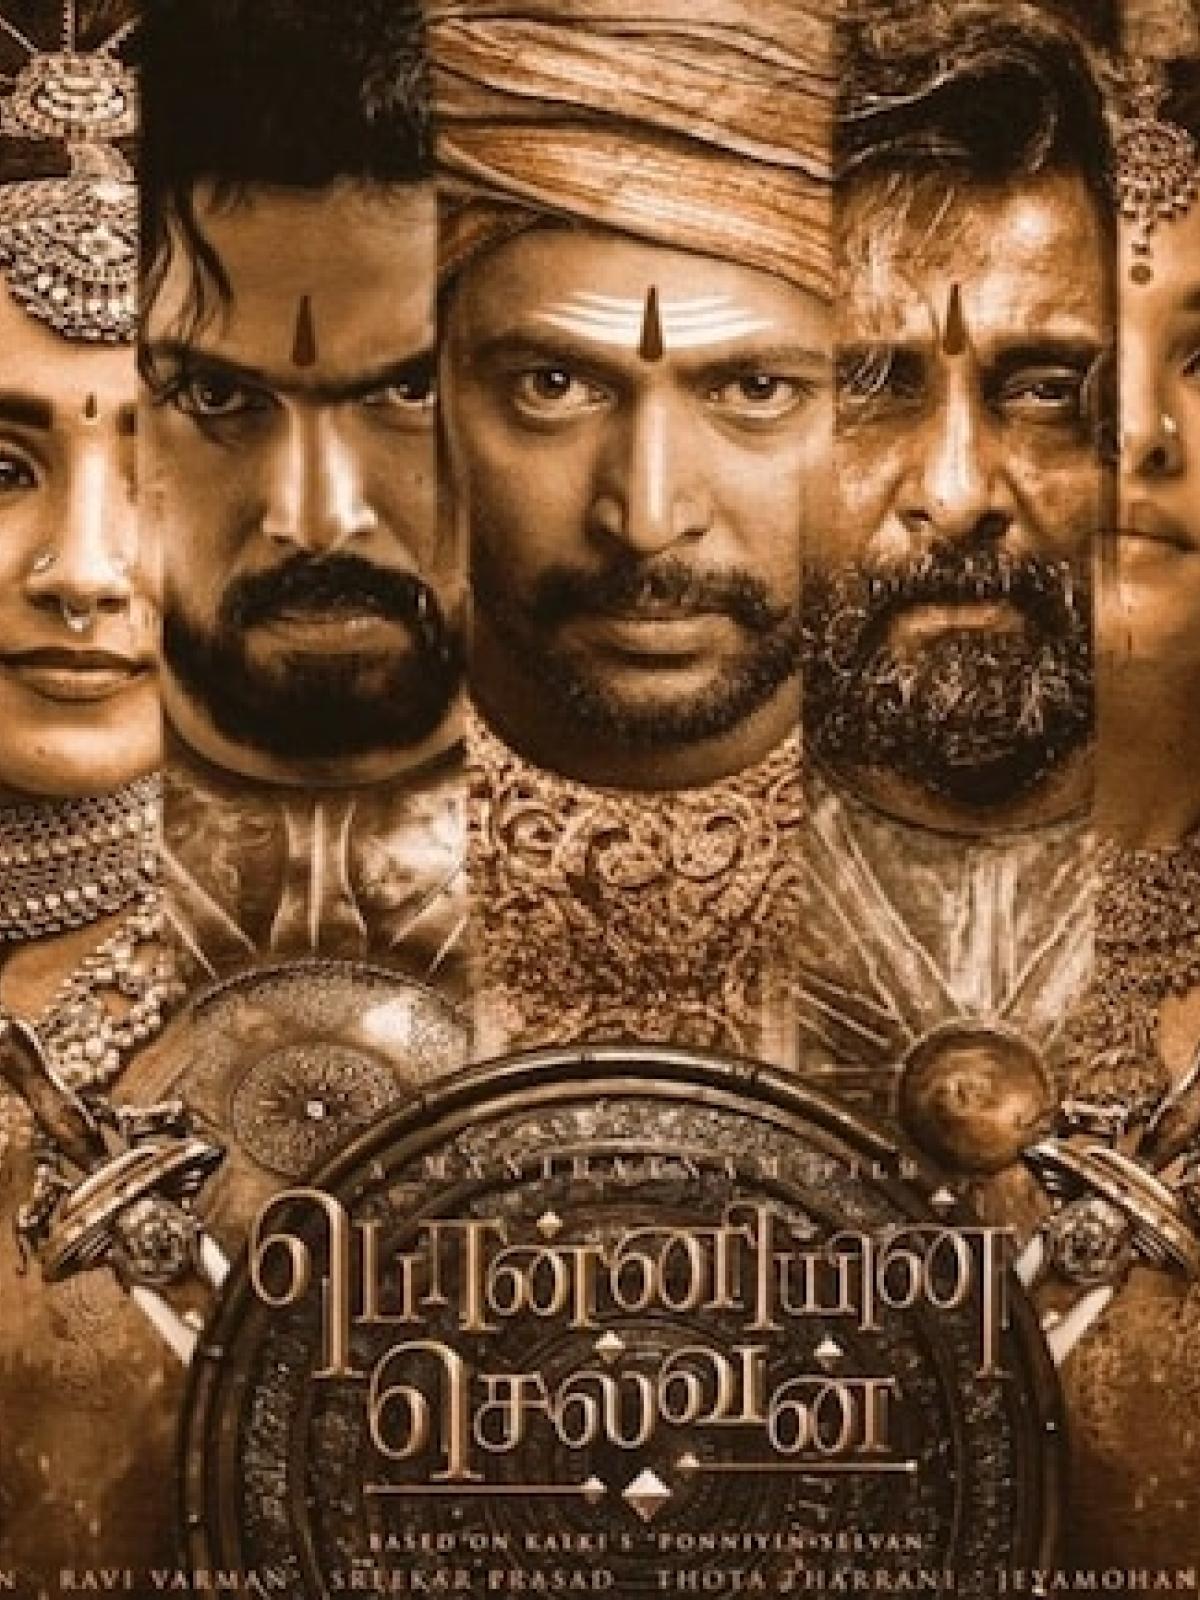 A MANIRATNAM FILM
பொன்னியின்
செல்வன்
BASED ON KALKI'S "PONNIYIN SELVAN"
N RAVI VARMAN SREEKAR PRASAD THOTA THARRANI JEYAMOHAN